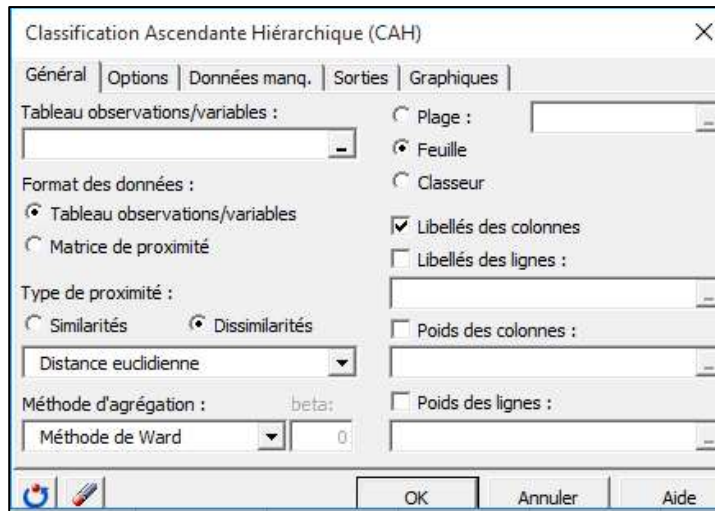 Classification Ascendante Hiérarchique (CAH)
Général
Options
Données manq.
Sorties
Graphiques
Tableau observations/variables :
Format des données :
Tableau observations/variables
Matrice de proximité
Type de proximité :
Similarités
Dissimilarités
Distance euclidienne
Méthode d'agrégation :
beta:
Méthode de Ward
0
Plage :
Feuille
Classeur
Libellés des colonnes
Libellés des lignes :
Poids des colonnes :
Poids des lignes :
OK
Annuler
Aide